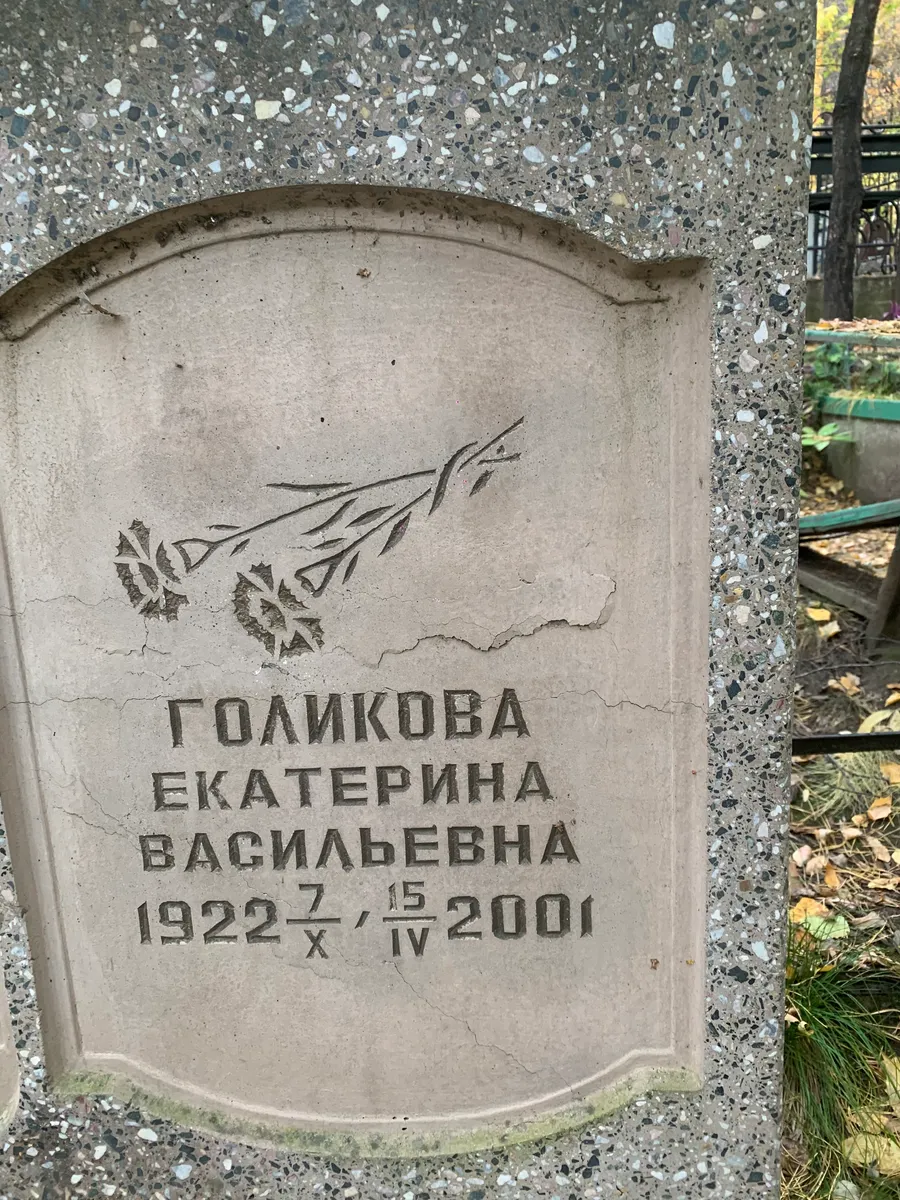 ГОЛИКОВА
ЕКАТЕРИНА
ВАСИЛЬЕВНА
1922 7/X, 15/IV 2001